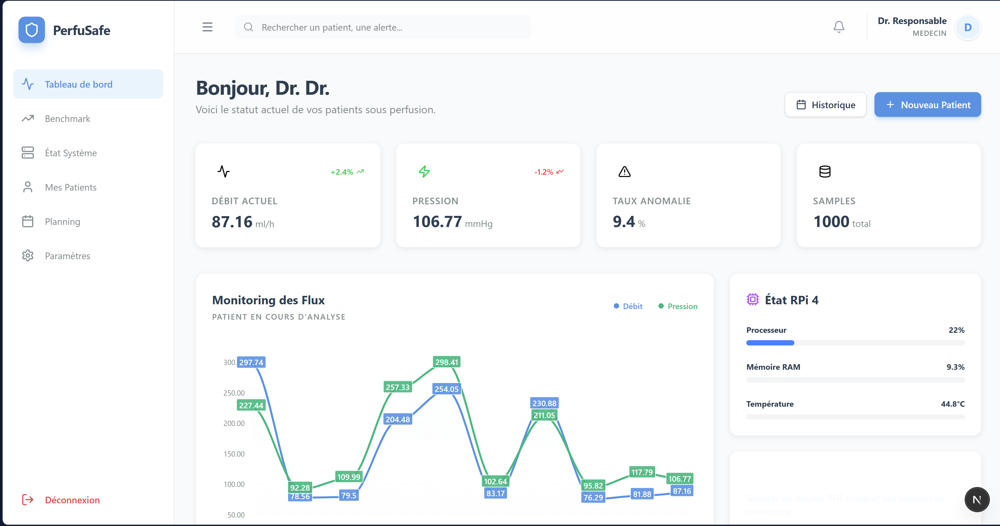 PerfuSafe
Rechercher un patient, une alerte...
Dr. Responsable
MEDECIN
D
Tableau de bord
Benchmark
État Système
Mes Patients
Planning
Paramètres
Déconnexion
Bonjour, Dr. Dr.
Voici le statut actuel de vos patients sous perfusion.
Historique
Nouveau Patient
+2.4%
DÉBIT ACTUEL
87.16 ml/h
-1.2%
PRESSION
106.77 mmHg
TAUX ANOMALIE
9.4 %
SAMPLES
1000 total
Monitoring des Flux
PATIENT EN COURS D'ANALYSE
Débit
Pression
300.
250.00
200.00
150.00
100.00
50.00
297.74
227.44
92.28
78.56
109.99
79.5
257.33
204.48
298.41
254.05
102.64
83.17
230.88
211.05
95.82
76.29
117.79
81.88
106.77
87.16
État RPi 4
Processeur 22%
Mémoire RAM 9.3%
Température 44.8°C
Générez un résumé PDF complet des sessions de
monitoring.
N